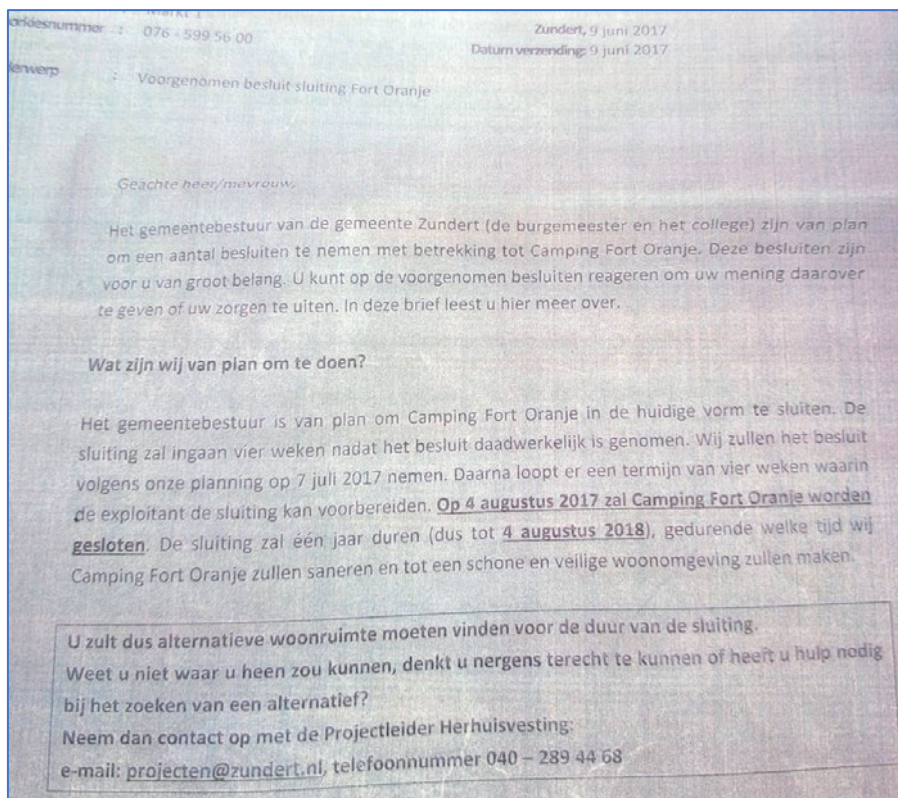 076 - 599 56 00
Zundert, 9 juni 2017
Datum verzending: 9 juni 2017
: Voorgenomen besluit sluiting Fort Oranje
Geachte heer/mevrouw,
Het gemeentebestuur van de gemeente Zundert (de burgemeester en het college) zijn van plan
om een aantal besluiten te nemen met betrekking tot Camping Fort Oranje. Deze besluiten zijn
voor u van groot belang. U kunt op de voorgenomen besluiten reageren om uw mening daarover
te geven of uw zorgen te uiten. In deze brief leest u hier meer over.
Wat zijn wij van plan om te doen?
Het gemeentebestuur is van plan om Camping Fort Oranje in de huidige vorm te sluiten. De
sluiting zal ingaan vier weken nadat het besluit daadwerkelijk is genomen. Wij zullen het besluit
volgens onze planning op 7 juli 2017 nemen. Daarna loopt er een termijn van vier weken waarin
de exploitant de sluiting kan voorbereiden. Op 4 augustus 2017 zal Camping Fort Oranje worden
gesloten. De sluiting zal één jaar duren (dus tot 4 augustus 2018), gedurende welke tijd wij
Camping Fort Oranje zullen saneren en tot een schone en veilige woonomgeving zullen maken.
U zult dus alternatieve woonruimte moeten vinden voor de duur van de sluiting.
Weet u niet waar u heen zou kunnen, denkt u nergens terecht te kunnen of heeft u hulp nodig
bij het zoeken van een alternatief?
Neem dan contact op met de Projectleider Herhuisvesting:
e-mail: projecten@zundert.nl, telefoonnummer 040 – 289 44 68